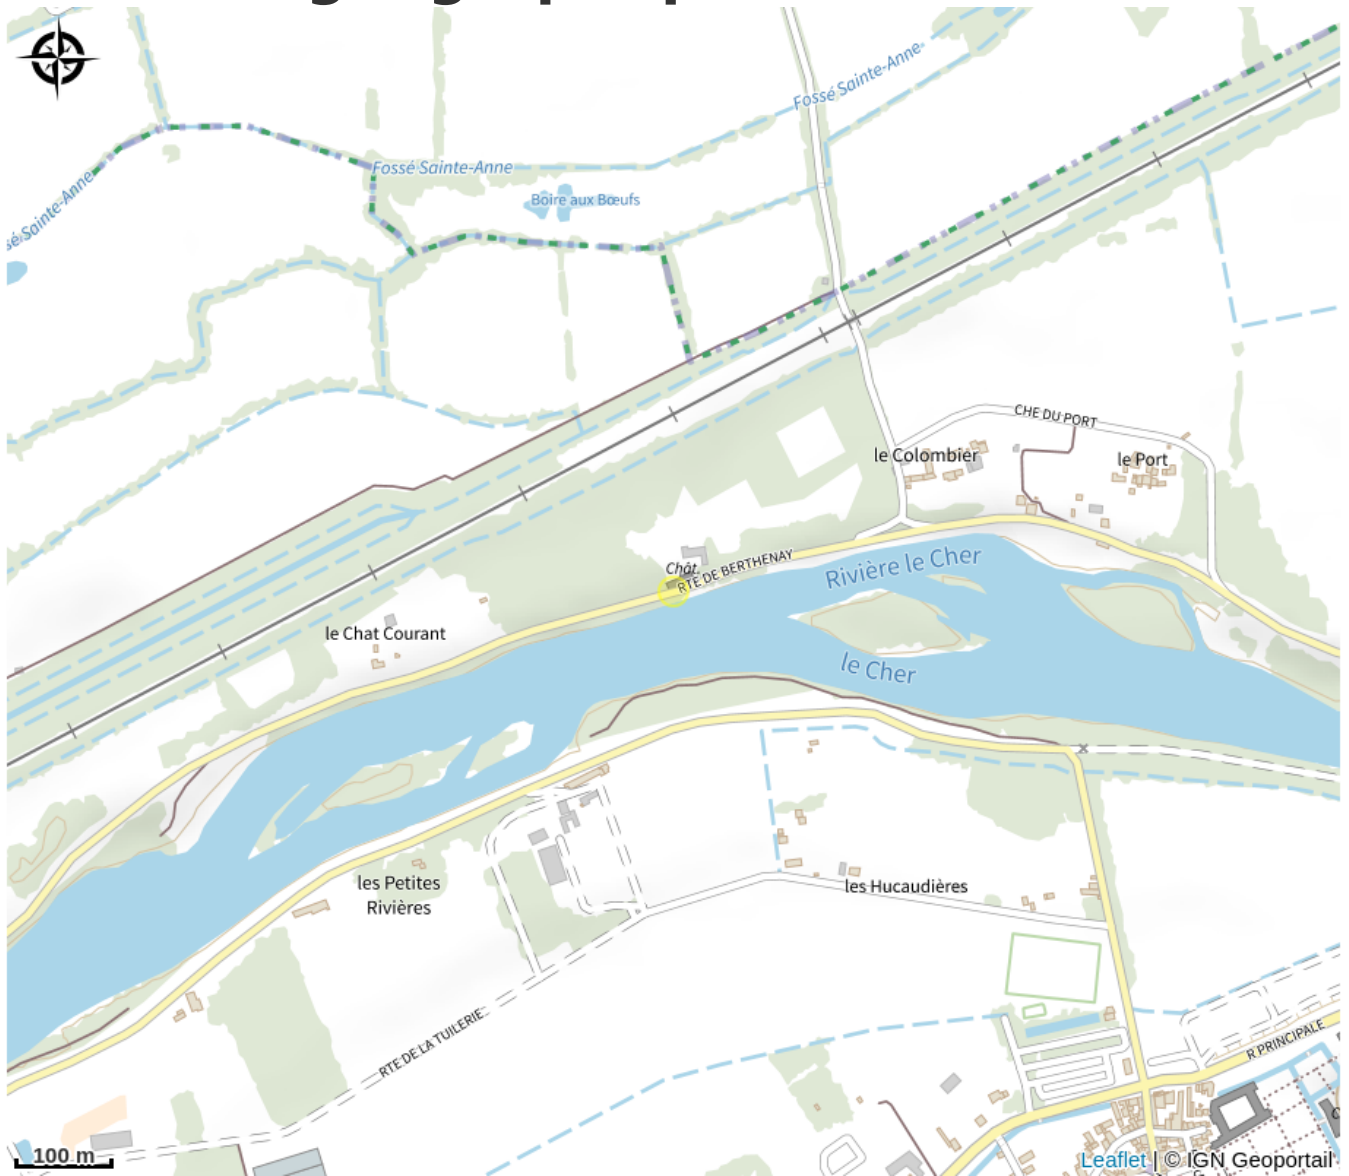 Fossé Sainte-Anne
Fossé Sainte-Anne
sé Sainte-Anne
Boire aux Bœufs
CHE DU PORT
le Colombier
le Port
Rivière le Cher
RTE DE BERTHENAY
Chât.
le Chat Courant
le Cher
les Petites
Rivières
les Hucaudières
RTE DE LA TUILERIE
R PRINCIPALE
100 m
Leaflet | © IGN Geoportail